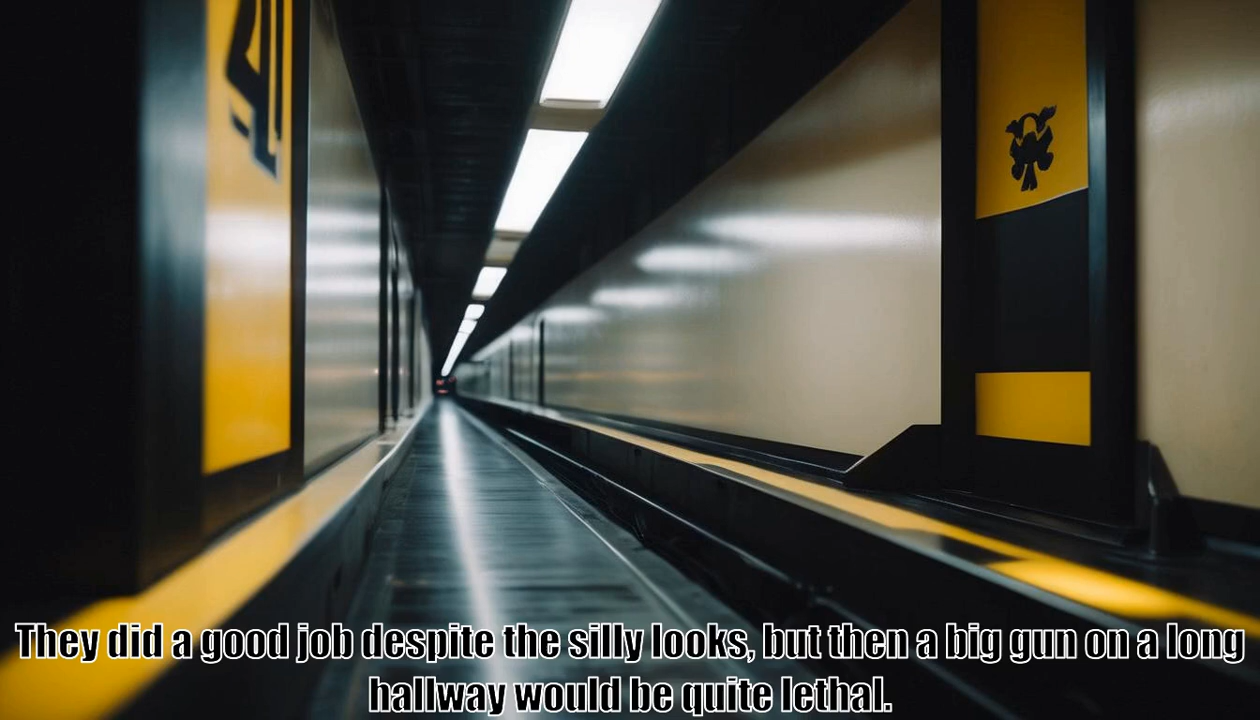 They did a good job despite the silly looks, but then a big gun on a long
hallway would be quite lethal.